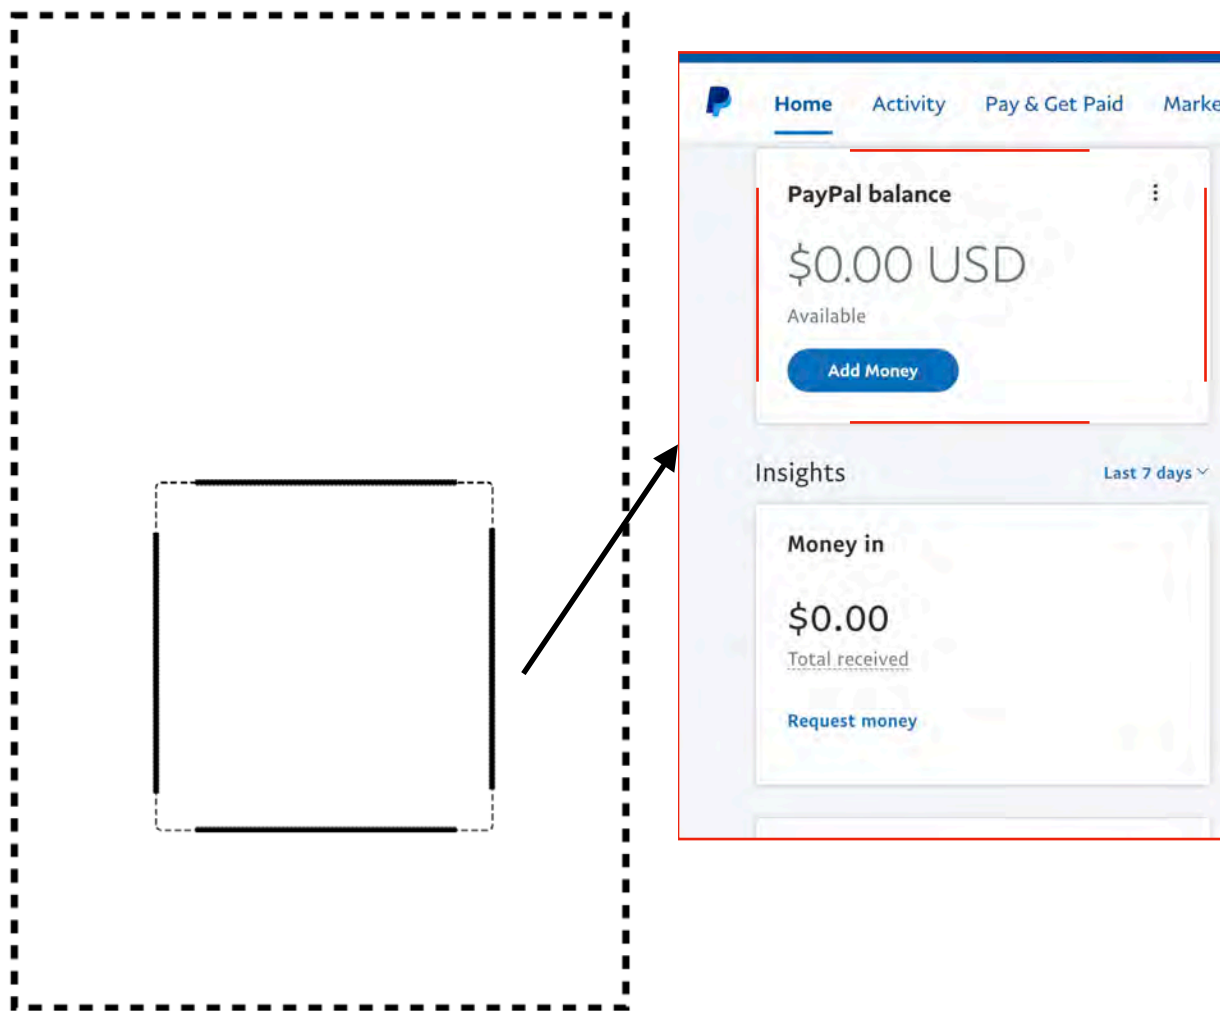 Home Activity Pay & Get Paid Marke
PayPal balance
$0.00 USD
Available
Add Money
Insights Last 7 days
Money in
$0.00
Total received
Request money